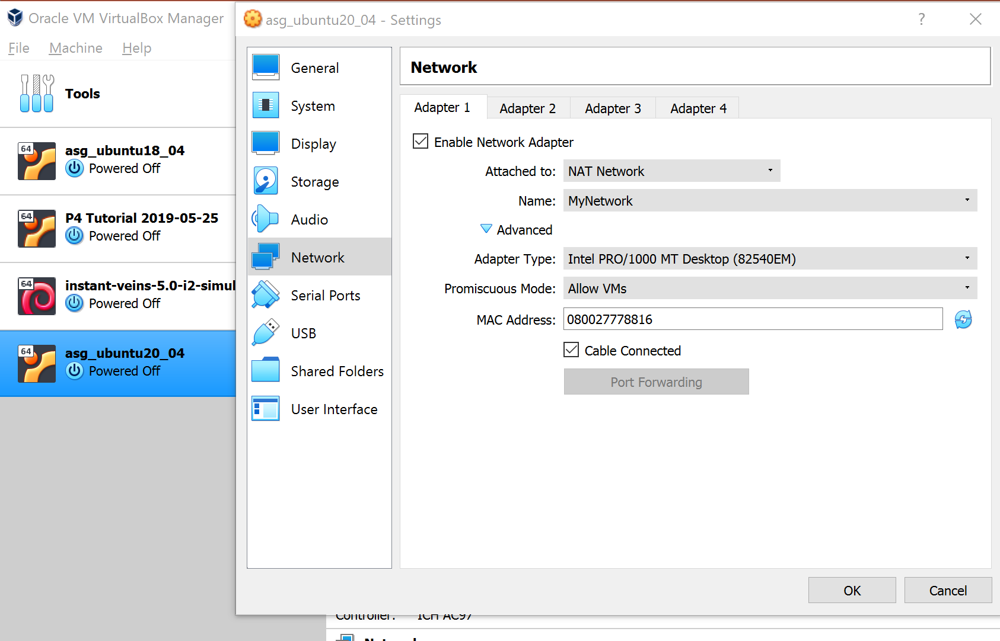 Oracle VM VirtualBox Manager
File Machine Help
Tools
64
asg_ubuntu18_04
Powered Off
64
P4 Tutorial 2019-05-25
Powered Off
64
instant-veins-5.0-i2-simul
Powered Off
64
asg_ubuntu20_04
Powered Off
asg_ubuntu20_04 - Settings
?
General
System
Display
Storage
Audio
Network
Serial Ports
USB
Shared Folders
User Interface
Network
Adapter 1 Adapter 2 Adapter 3 Adapter 4
Enable Network Adapter
Attached to: NAT Network
Name: MyNetwork
Advanced
Adapter Type: Intel PRO/1000 MT Desktop (82540EM)
Promiscuous Mode: Allow VMs
MAC Address: 080027778816
Cable Connected
Port Forwarding
OK Cancel
Controller: ICH AC97
Network